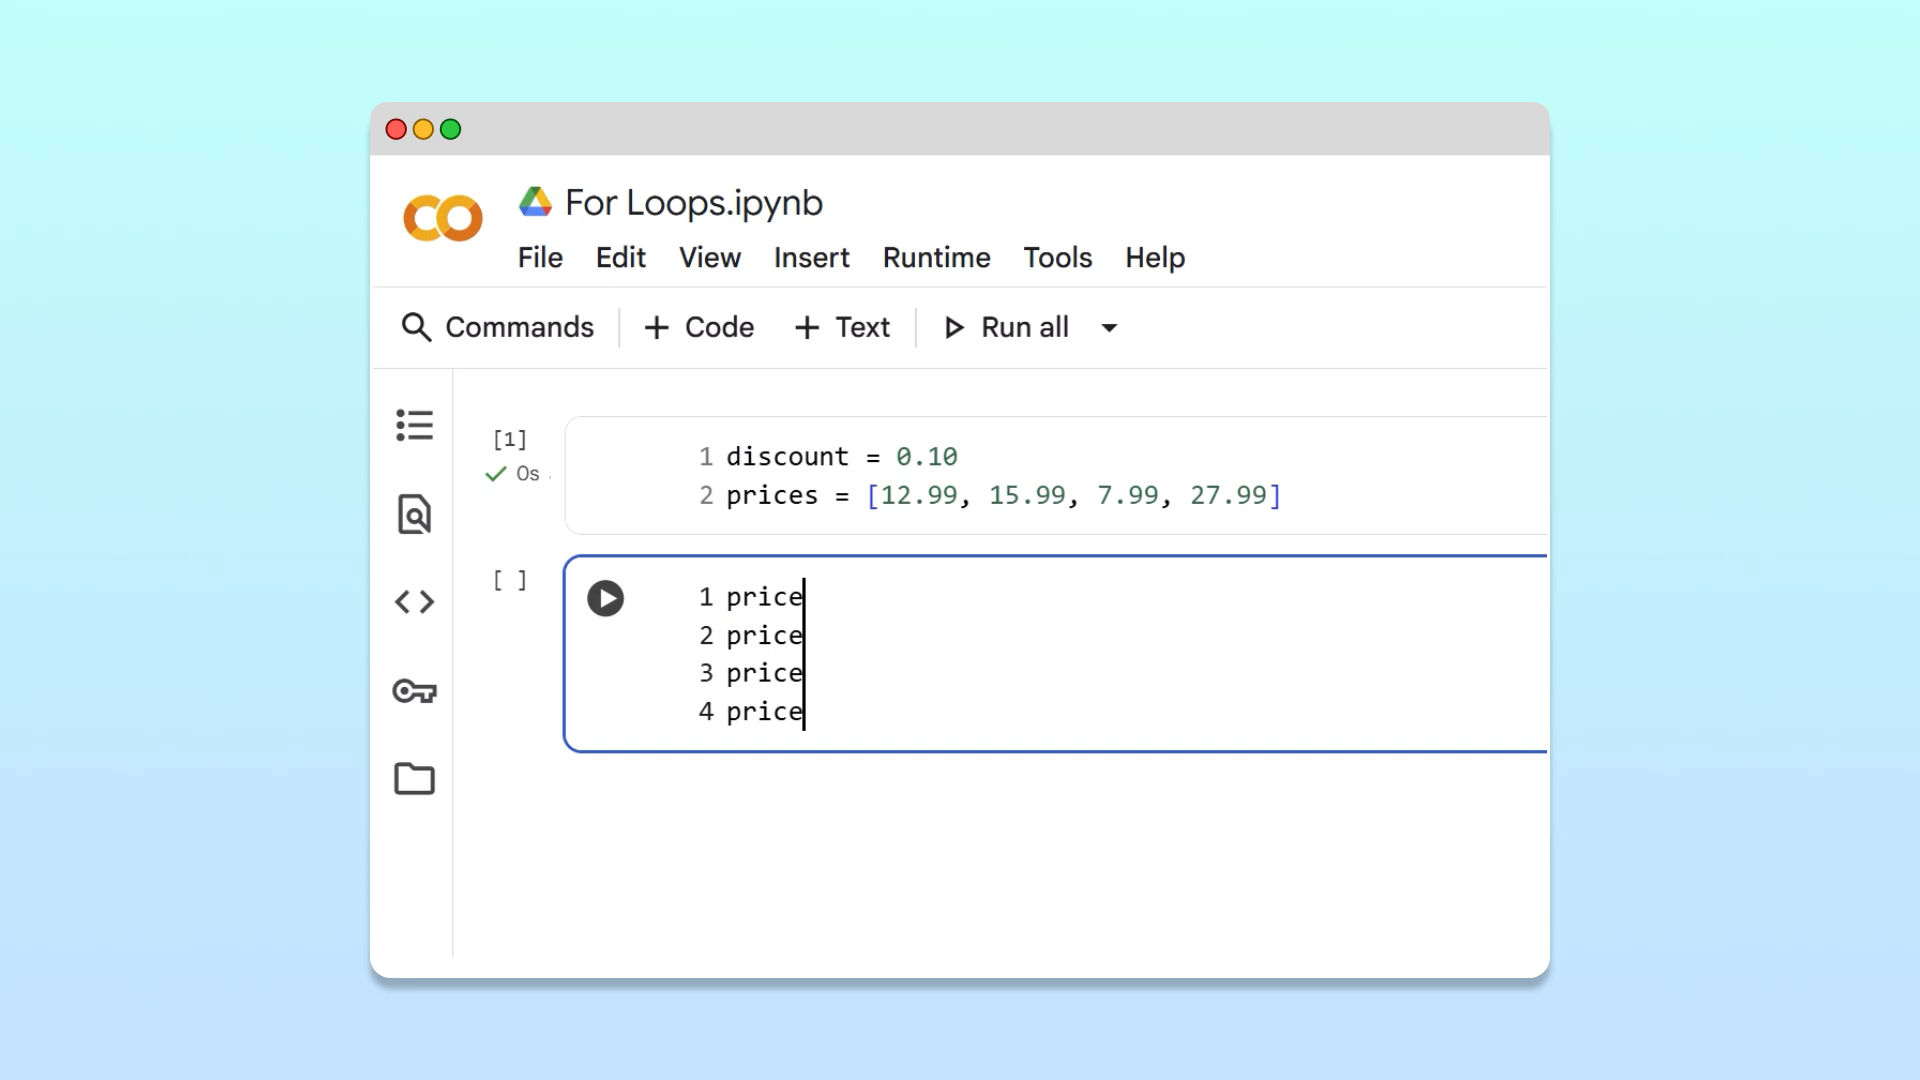 For Loops.ipynb
File Edit View Insert Runtime Tools Help
Commands + Code + Text Run all
[1]
0s
1 discount = 0.10
2 prices = [12.99, 15.99, 7.99, 27.99]
[ ]
1 price
2 price
3 price
4 price